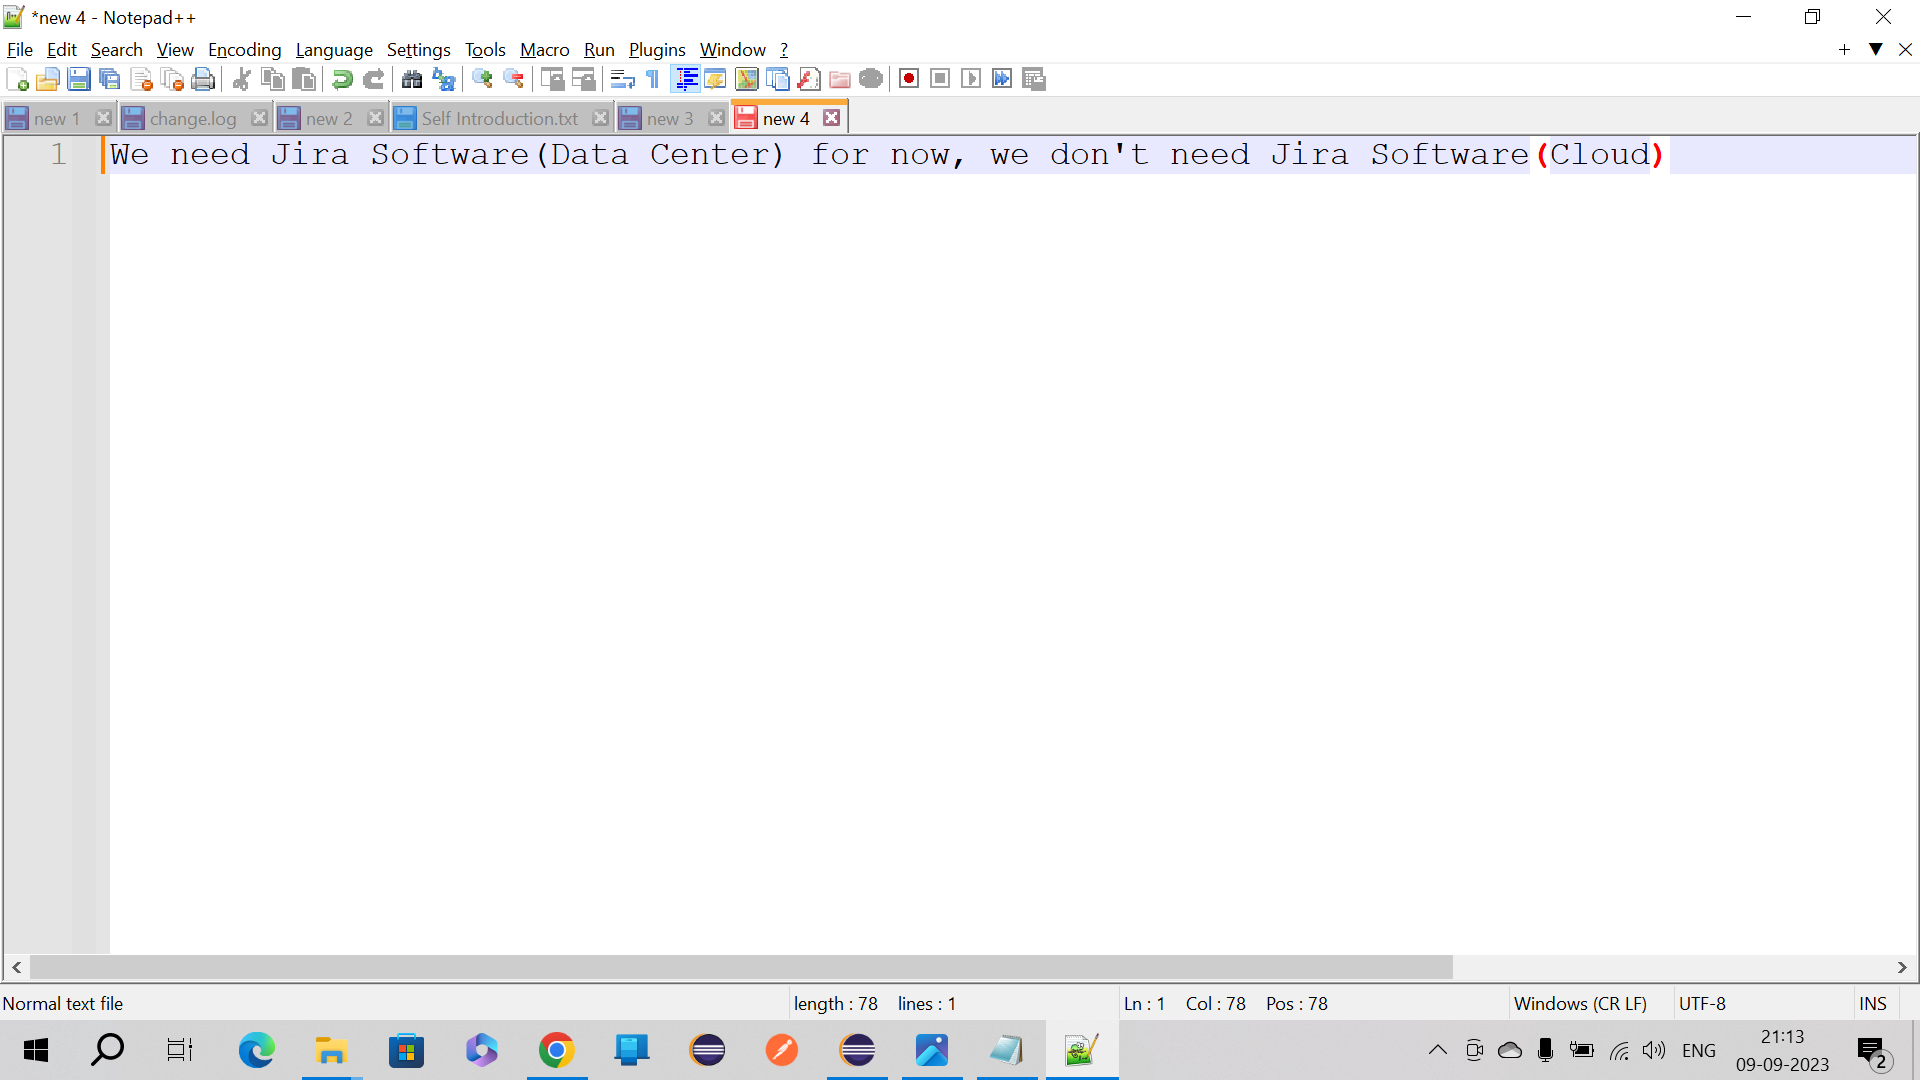 *new 4 - Notepad++
File Edit Search View Encoding Language Settings Tools Macro Run Plugins Window ?
new 1 change.log new 2 Self Introduction.txt new 3 new 4
1 We need Jira Software(Data Center) for now, we don't need Jira Software(Cloud)
Normal text file length : 78 lines : 1 Ln : 1 Col : 78 Pos : 78 Windows (CR LF) UTF-8 INS
ENG 21:13
09-09-2023 2